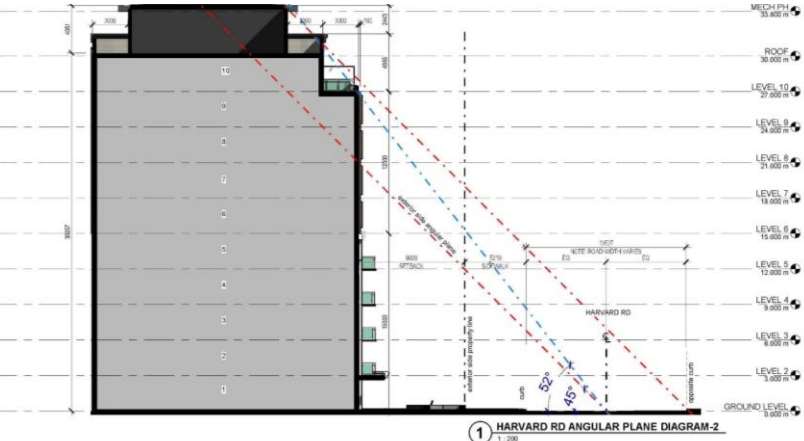 MECH PH
33.800 m
3000
3000
ROOF
30.000 m
10
LEVEL 10
27.000 m
9
LEVEL 9
24.000 m
8
LEVEL 8
21.000 m
7
LEVEL 7
18.000 m
exterior side angular plane
6
LEVEL 6
15.000 m
NOTE ROAD WIDTH VARIES
5
SETBACK
SIDEWALK
EQ
EQ
LEVEL 5
12.000 m
4
LEVEL 4
9.000 m
HARVARD RD
3
LEVEL 3
6.000 m
exterior side property line
2
LEVEL 2
3.000 m
52°
45°
curb
opposite curb
1
GROUND LEVEL
0.000 m
1 HARVARD RD ANGULAR PLANE DIAGRAM-2
1 : 200